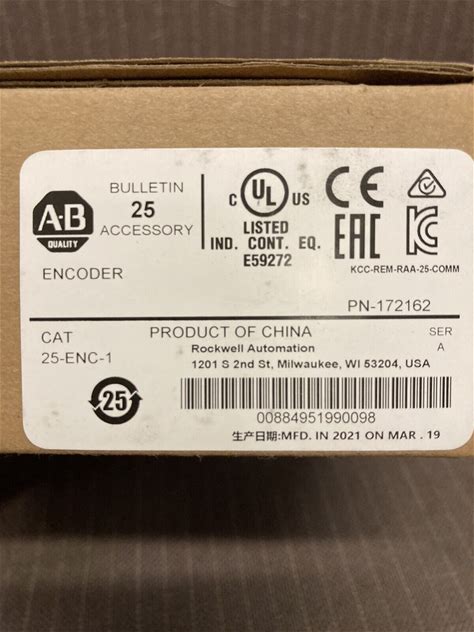 A-B
QUALITY
BULLETIN
25
ACCESSORY
C UL US
LISTED
IND. CONT. EQ.
E59272
CE
EAC
KC
KCC-REM-RAA-25-COMM
ENCODER
PN-172162
CAT
25-ENC-1
PRODUCT OF CHINA
Rockwell Automation
1201 S 2nd St, Milwaukee, WI 53204, USA
SER
A
25
00884951990098
生产日期:MFD. IN 2021 ON MAR . 19